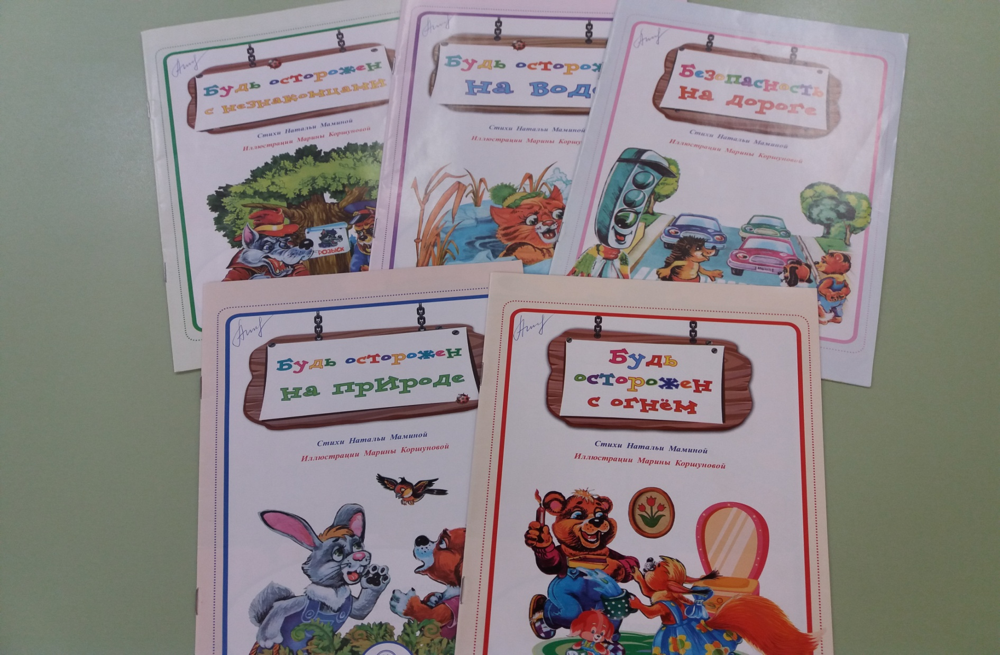 Будь осторожен
с незнакомцами
Стихи Натальи Маминой
Иллюстрации Марины Коршуновой
РОЗЫСК
Будь осторож
на вод
Стихи Натальи Маминой
Иллюстрации Марины Коршу
Безопасность
на дороге
Стихи Натальи Маминой
Иллюстрации Марины Коршуновой
Будь осторожен
на природе
Стихи Натальи Маминой
Иллюстрации Марины Коршуновой
Будь
осторожен
с огнём
Стихи Натальи Маминой
Иллюстрации Марины Коршуновой